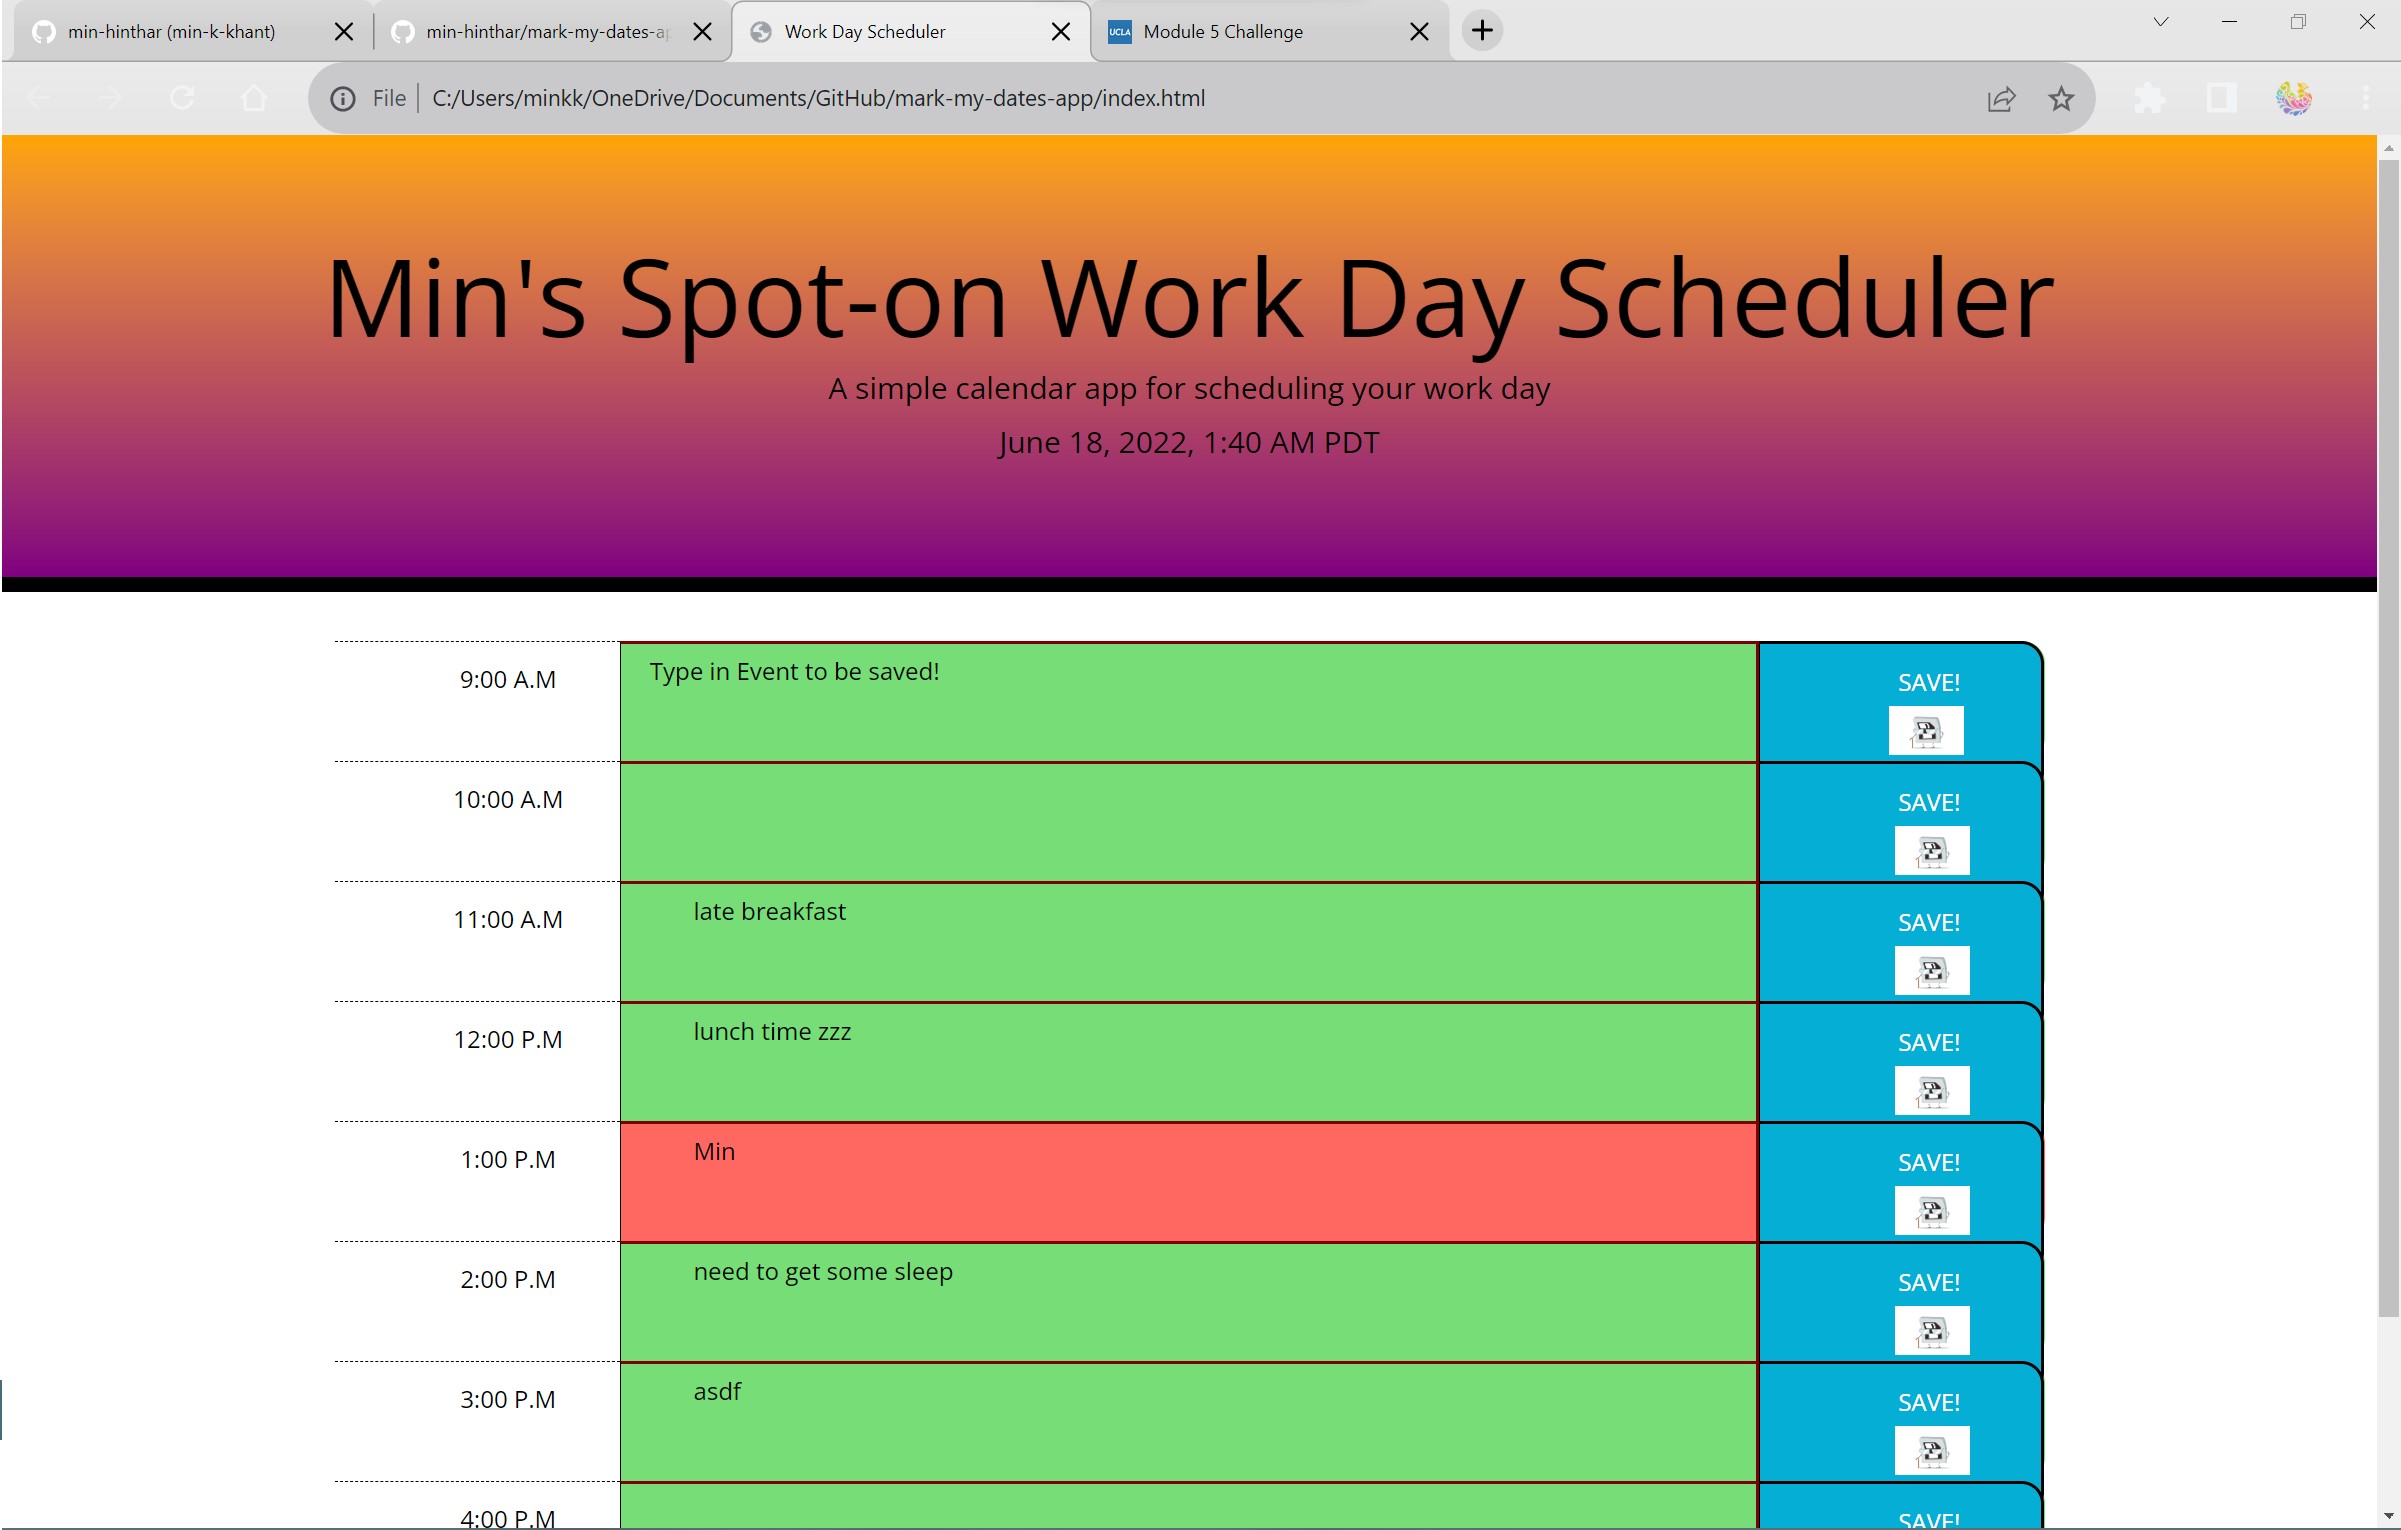 min-hinthar (min-k-khant)
min-hinthar/mark-my-dates-ap
Work Day Scheduler
UCLA
Module 5 Challenge
File
C:/Users/minkk/OneDrive/Documents/GitHub/mark-my-dates-app/index.html
Min's Spot-on Work Day Scheduler
A simple calendar app for scheduling your work day
June 18, 2022, 1:40 AM PDT
9:00 A.M
Type in Event to be saved!
SAVE!
10:00 A.M
SAVE!
11:00 A.M
late breakfast
SAVE!
12:00 P.M
lunch time zzz
SAVE!
1:00 P.M
Min
SAVE!
2:00 P.M
need to get some sleep
SAVE!
3:00 P.M
asdf
SAVE!
4:00 P.M
SAVE!